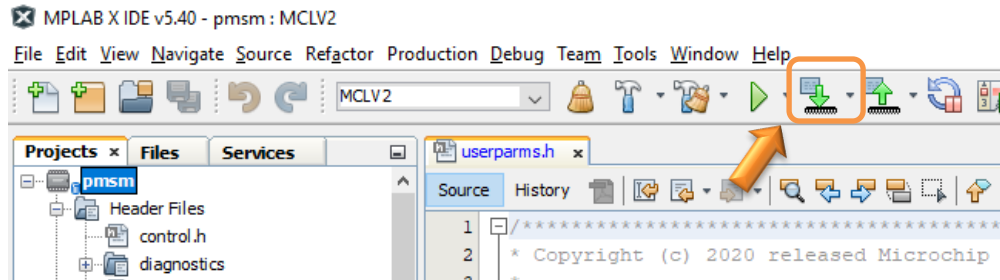 MPLAB X IDE v5.40 - pmsm : MCLV2
File Edit View Navigate Source Refactor Production Debug Team Tools Window Help
MCLV2
Projects × Files Services
userparms.h ×
pmsm
Source History
Header Files
control.h
diagnostics
1 /****************************************
2 * Copyright (c) 2020 released Microchip